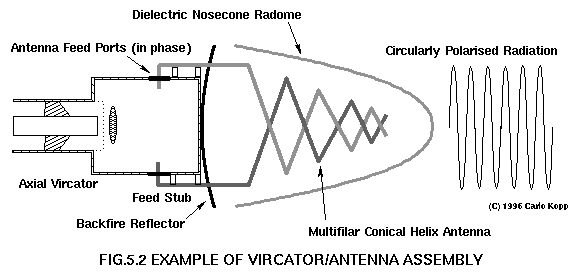 Dielectric Nosecone Radome
Antenna Feed Ports (in phase)
Circularly Polarised Radiation
Axial Vircator
Feed Stub
Backfire Reflector
Multifilar Conical Helix Antenna
(C) 1996 Carlo Kopp
FIG.5.2 EXAMPLE OF VIRCATOR/ANTENNA ASSEMBLY